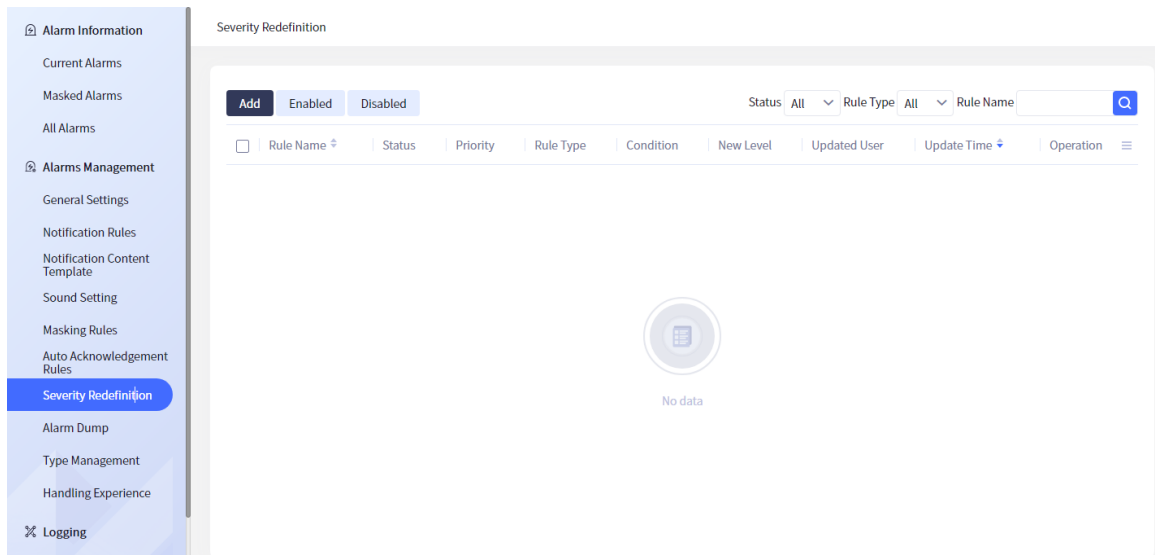 Alarm Information
Current Alarms
Masked Alarms
All Alarms
Alarms Management
General Settings
Notification Rules
Notification Content
Template
Sound Setting
Masking Rules
Auto Acknowledgement
Rules
Severity Redefinition
Alarm Dump
Type Management
Handling Experience
Logging
Severity Redefinition
Add Enabled Disabled Status All Rule Type All Rule Name
Rule Name Status Priority Rule Type Condition New Level Updated User Update Time Operation
No data